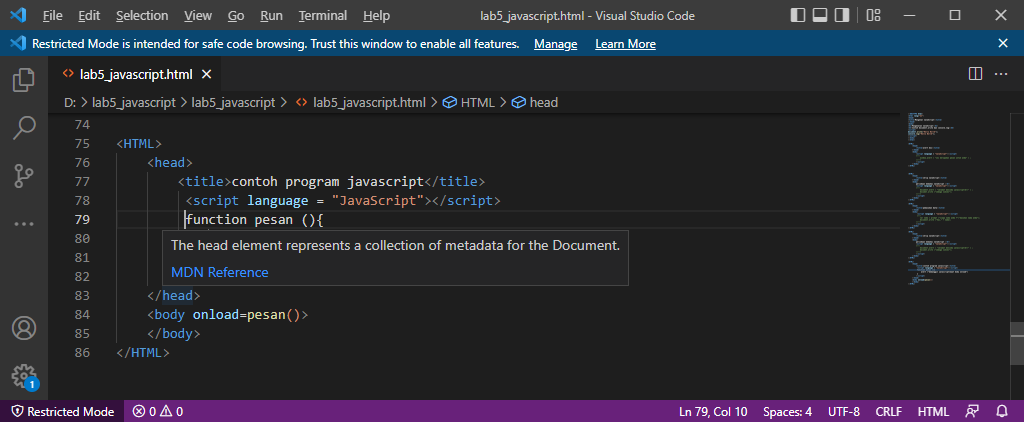 File Edit Selection View Go Run Terminal Help lab5_javascript.html - Visual Studio Code
Restricted Mode is intended for safe code browsing. Trust this window to enable all features. Manage Learn More
lab5_javascript.html
D: > lab5_javascript > lab5_javascript > lab5_javascript.html > HTML > head
74
75 <HTML>
76 <head>
77 <title>contoh program javascript</title>
78 <script language = "JavaScript"></script>
79 function pesan (){
80
The head element represents a collection of metadata for the Document.
81
MDN Reference
82
83 </head>
84 <body onload=pesan()>
85 </body>
86 </HTML>
1
Restricted Mode 0 0 Ln 79, Col 10 Spaces: 4 UTF-8 CRLF HTML